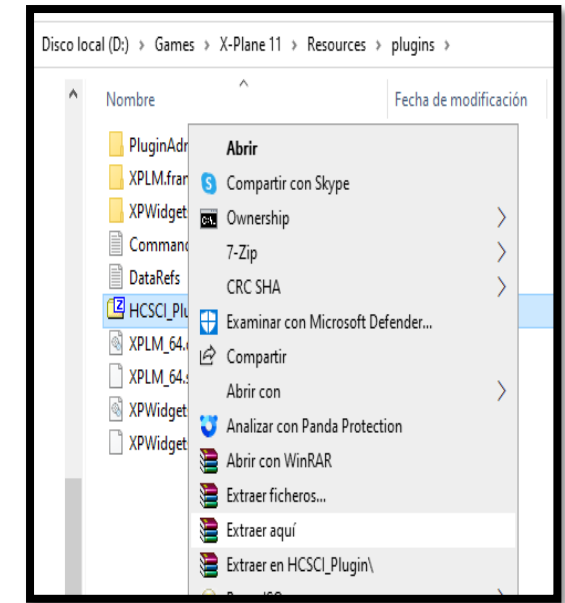 Disco local (D:) › Games › X-Plane 11 › Resources › plugins ›
Nombre Fecha de modificación
PluginAdr
XPLM.fran
XPWidget
Command
DataRefs
HCSCI_Plu
XPLM_64.
XPLM_64.s
XPWidget
XPWidget
Abrir
Compartir con Skype
Ownership
7-Zip
CRC SHA
Examinar con Microsoft Defender...
Compartir
Abrir con
Analizar con Panda Protection
Abrir con WinRAR
Extraer ficheros...
Extraer aquí
Extraer en HCSCI_Plugin\